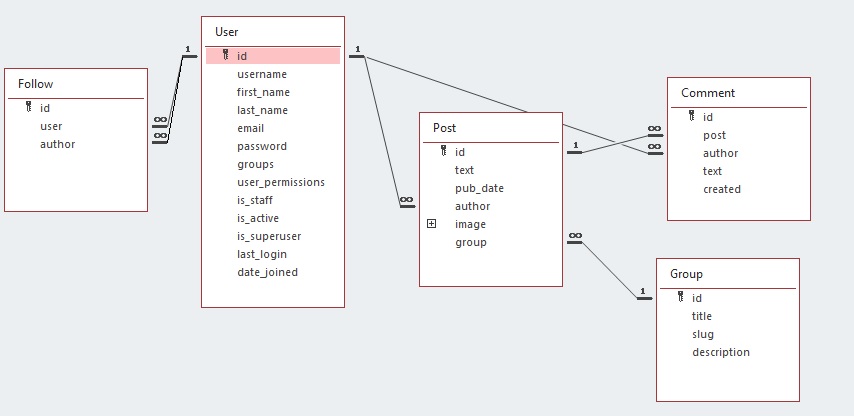 Follow
id
user
author
1
∞
∞
User
id
username
first_name
last_name
email
password
groups
user_permissions
is_staff
is_active
is_superuser
last_login
date_joined
1
∞
Post
id
text
pub_date
author
image
group
1
∞
Comment
id
post
author
text
created
∞
∞
Group
id
title
slug
description
1